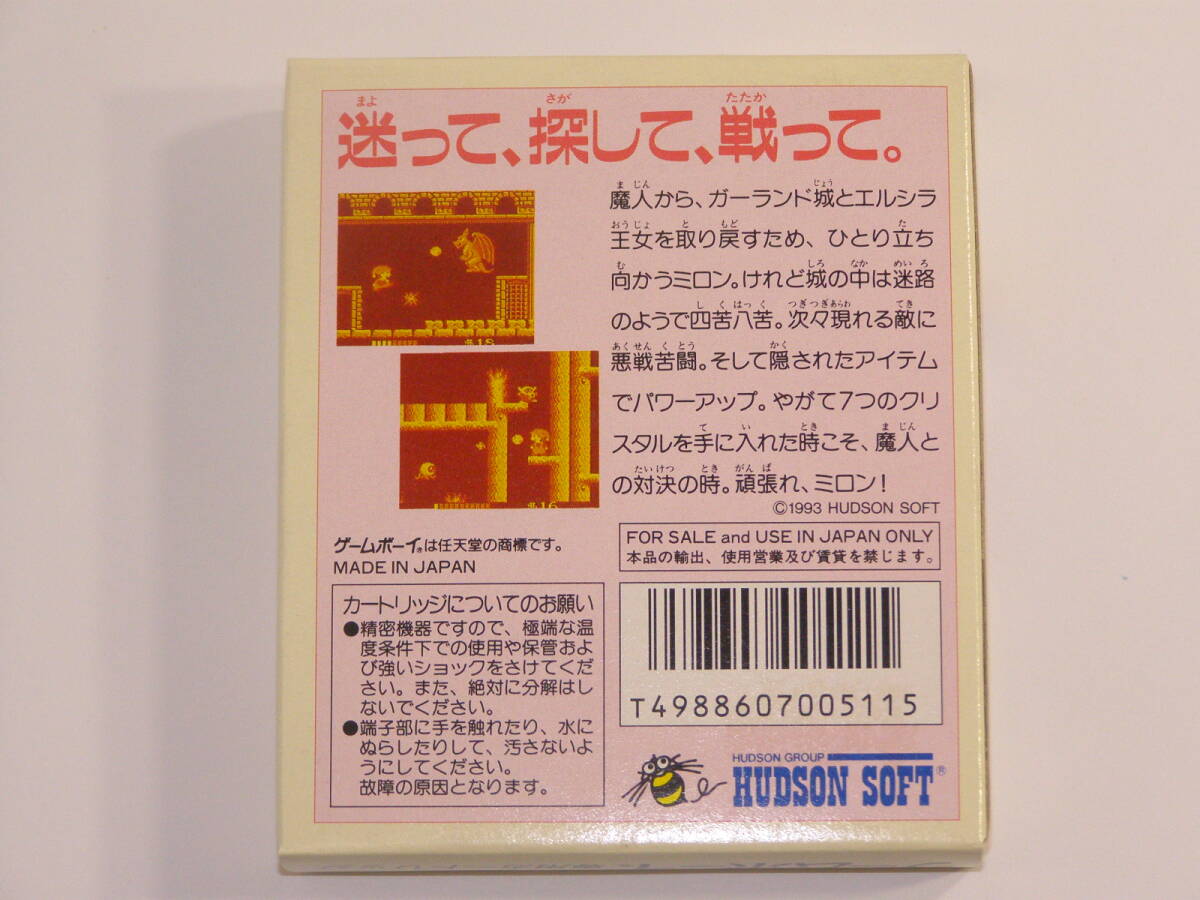 迷って、探して、戦って。
魔人から、ガーランド城とエルシラ
王女を取り戻すため、ひとり立ち
向かうミロン。けれど城の中は迷路
のようで四苦八苦。次々現れる敵に
悪戦苦闘。そして隠されたアイテム
でパワーアップ。やがて7つのクリ
スタルを手に入れた時こそ、魔人と
の対決の時。頑張れ、ミロン!
©1993 HUDSON SOFT
18
16
ゲームボーイ®は任天堂の商標です。
MADE IN JAPAN
FOR SALE and USE IN JAPAN ONLY
本品の輸出、使用営業及び賃貸を禁じます。
カートリッジについてのお願い
●精密機器ですので、極端な温
度条件下での使用や保管およ
び強いショックをさけてくだ
さい。また、絶対に分解はし
ないでください。
●端子部に手を触れたり、水に
ぬらしたりして、汚さないよ
うにしてください。
故障の原因となります。
T4988607005115
HUDSON GROUP
HUDSON SOFT®